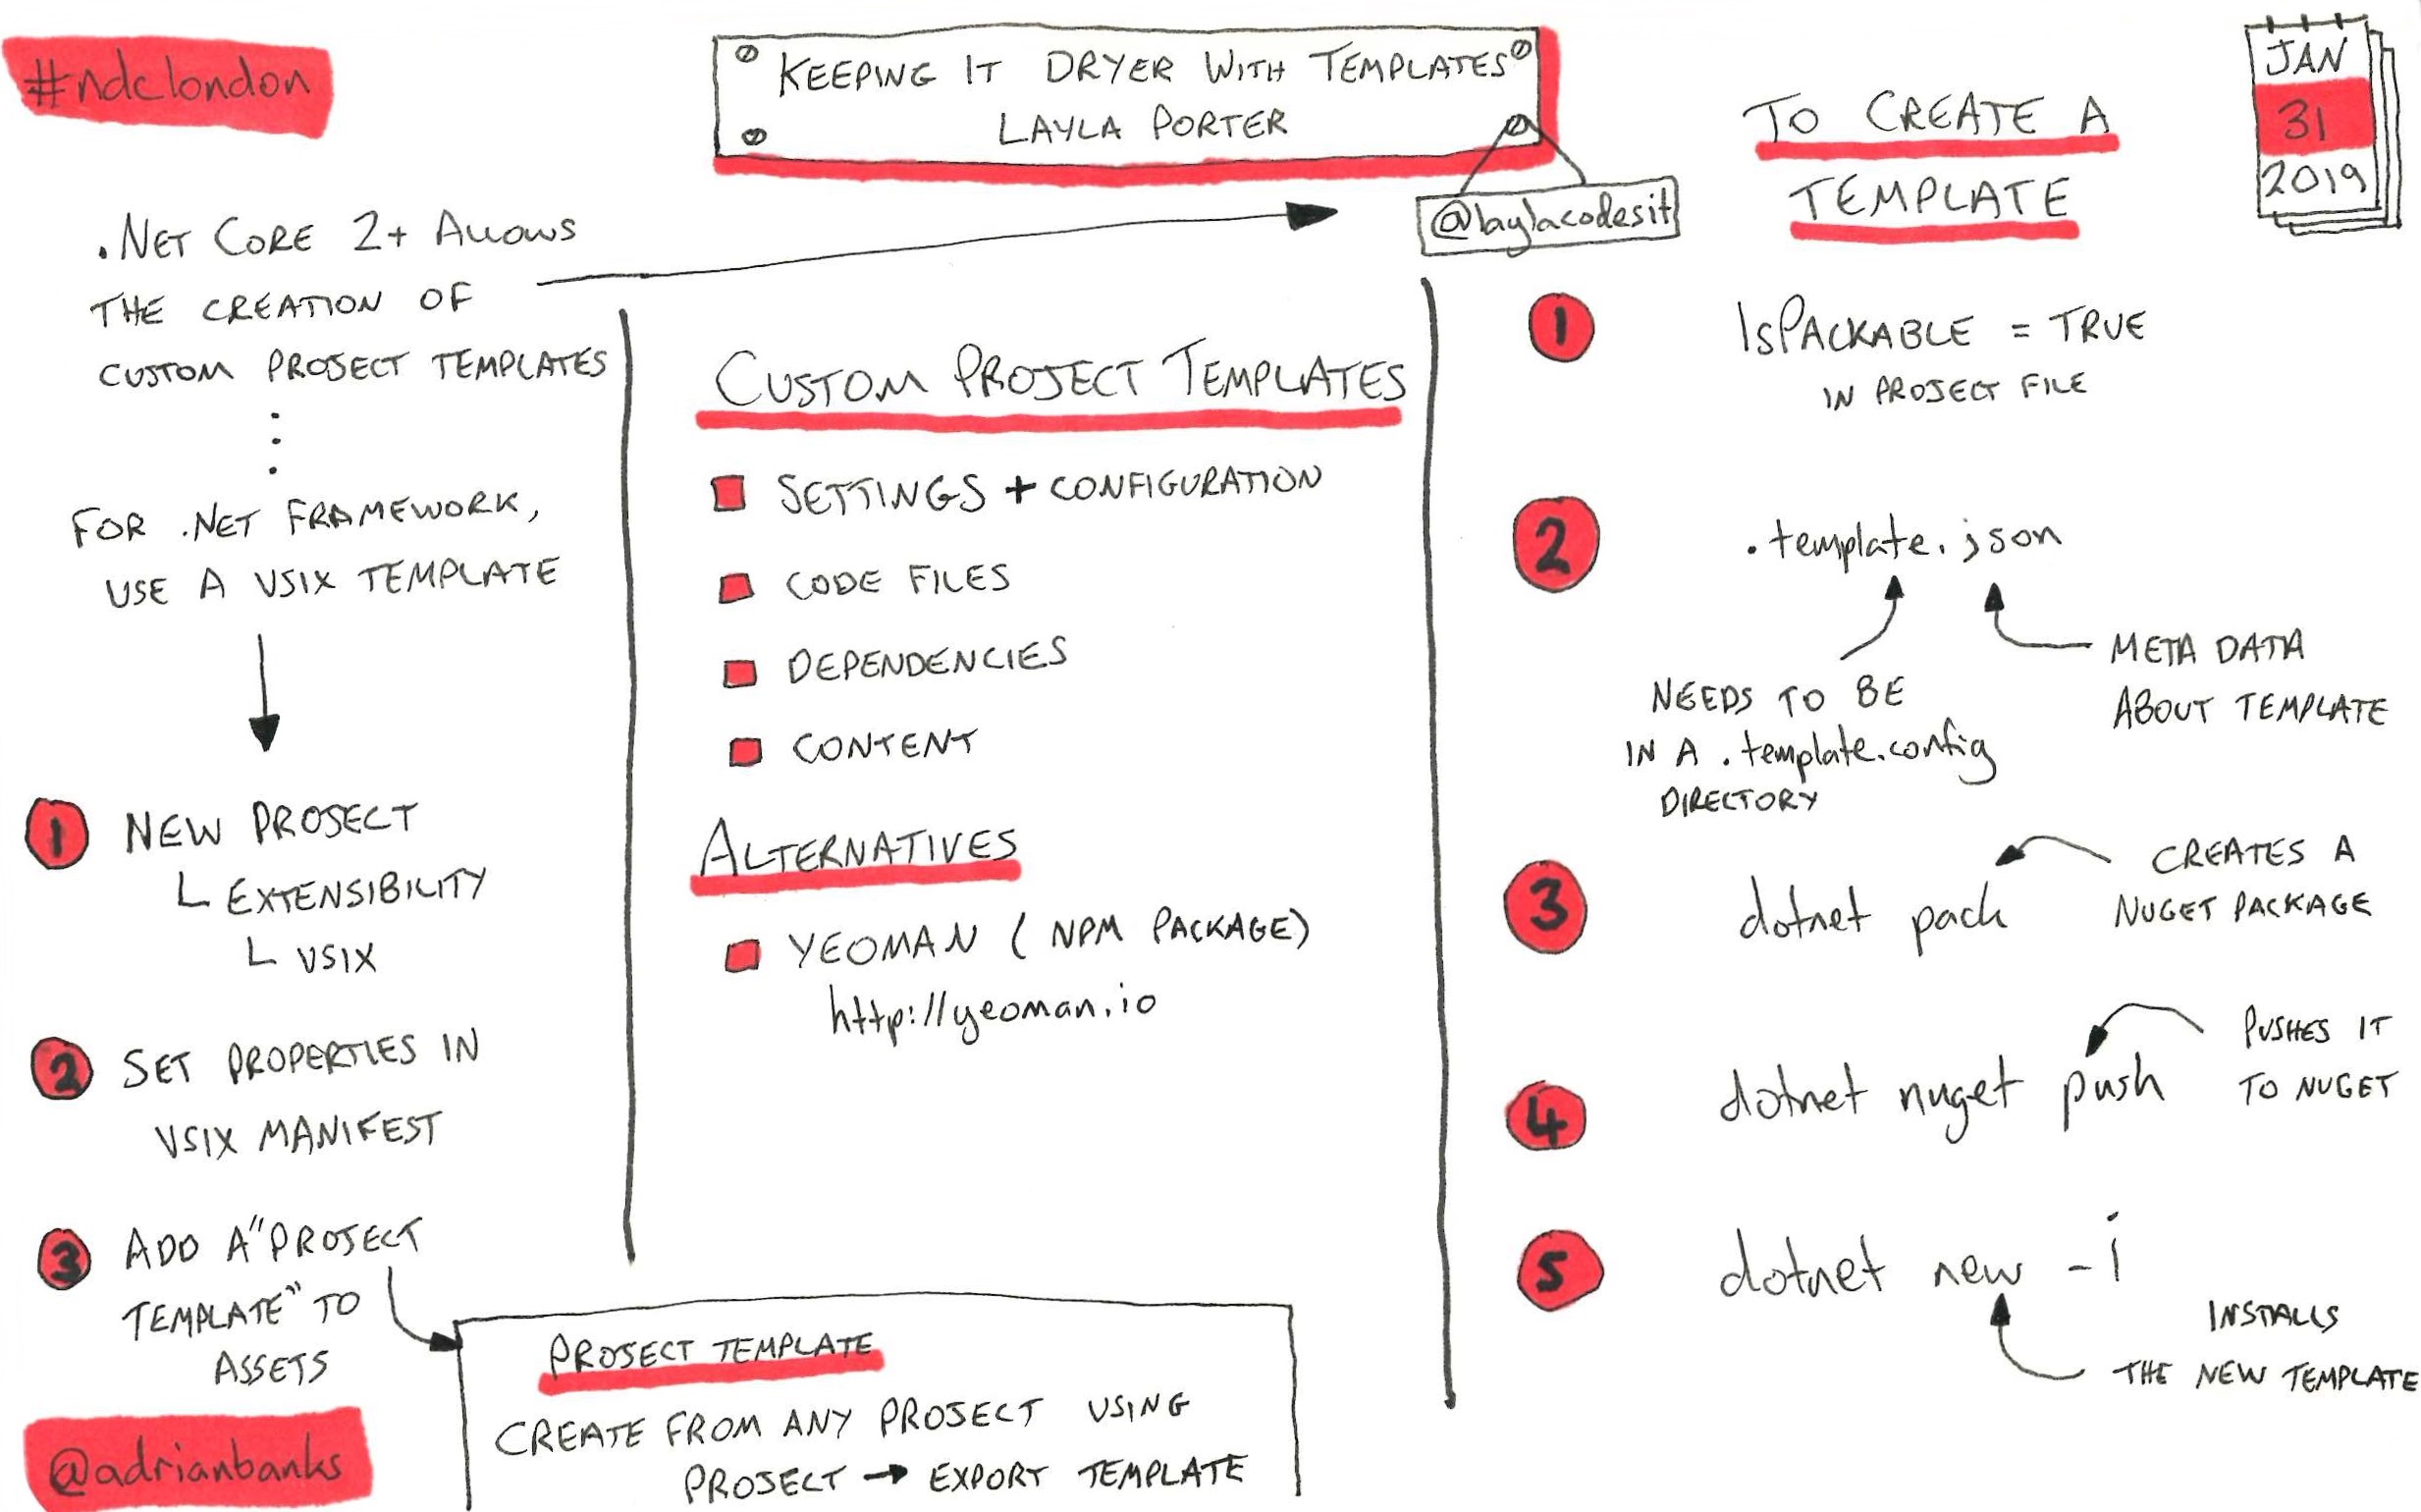 #ndclondon
KEEPING IT DRYER WITH TEMPLATES
LAYLA PORTER
@laylacodesit
JAN
31
2019
.NET CORE 2+ ALLOWS
THE CREATION OF
CUSTOM PROJECT TEMPLATES
FOR .NET FRAMEWORK,
USE A VSIX TEMPLATE
1 NEW PROJECT
EXTENSIBILITY
VSIX
2 SET PROPERTIES IN
VSIX MANIFEST
3 ADD A "PROJECT
TEMPLATE" TO
ASSETS
@adrianbanks
PROJECT TEMPLATE
CREATE FROM ANY PROJECT USING
PROJECT → EXPORT TEMPLATE
CUSTOM PROJECT TEMPLATES
SETTINGS + CONFIGURATION
CODE FILES
DEPENDENCIES
CONTENT
ALTERNATIVES
YEOMAN (NPM PACKAGE)
http://yeoman.io
TO CREATE A
TEMPLATE
1 ISPACKABLE = TRUE
IN PROJECT FILE
2 .template.json
META DATA
ABOUT TEMPLATE
NEEDS TO BE
IN A .template.config
DIRECTORY
3 dotnet pack
CREATES A
NUGET PACKAGE
4 dotnet nuget push
PUSHES IT
TO NUGET
5 dotnet new -i
INSTALLS
THE NEW TEMPLATE